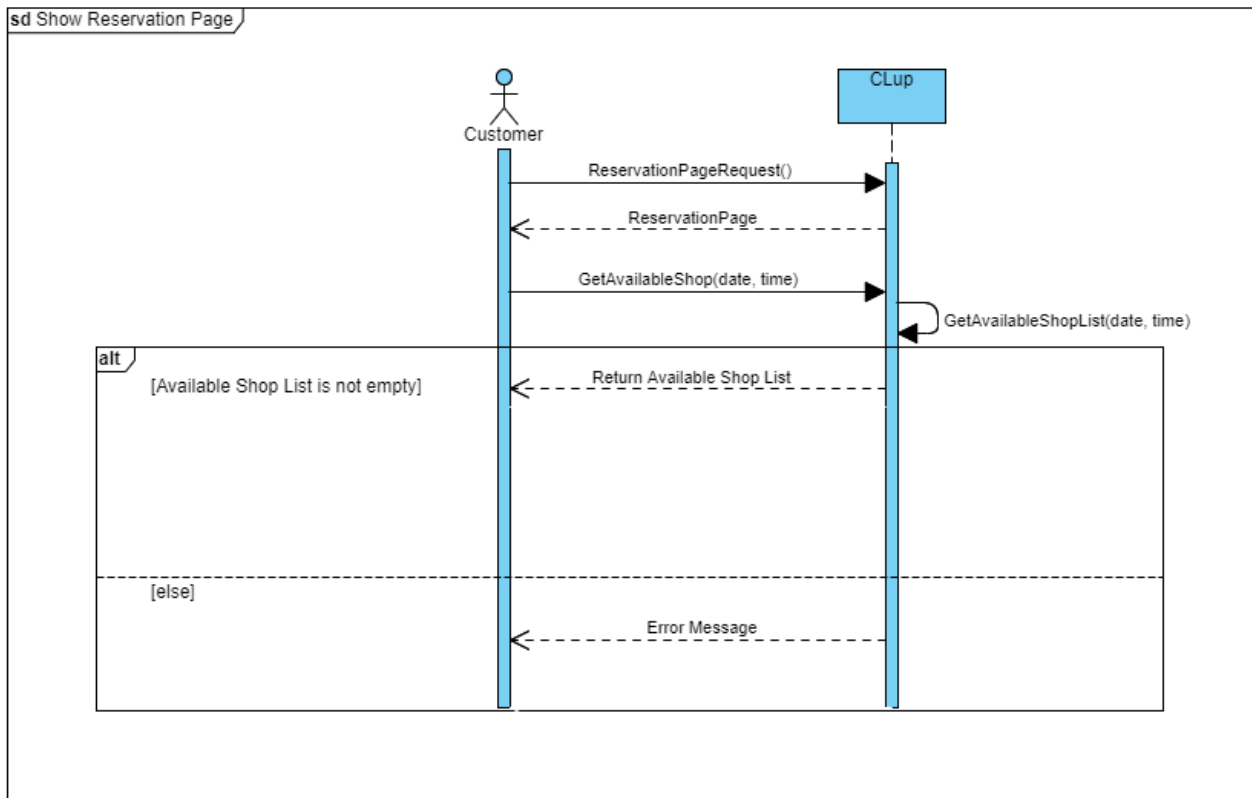 sd Show Reservation Page
CLup
Customer
ReservationPageRequest()
ReservationPage
GetAvailableShop(date, time)
GetAvailableShopList(date, time)
alt
[Available Shop List is not empty]
Return Available Shop List
[else]
Error Message